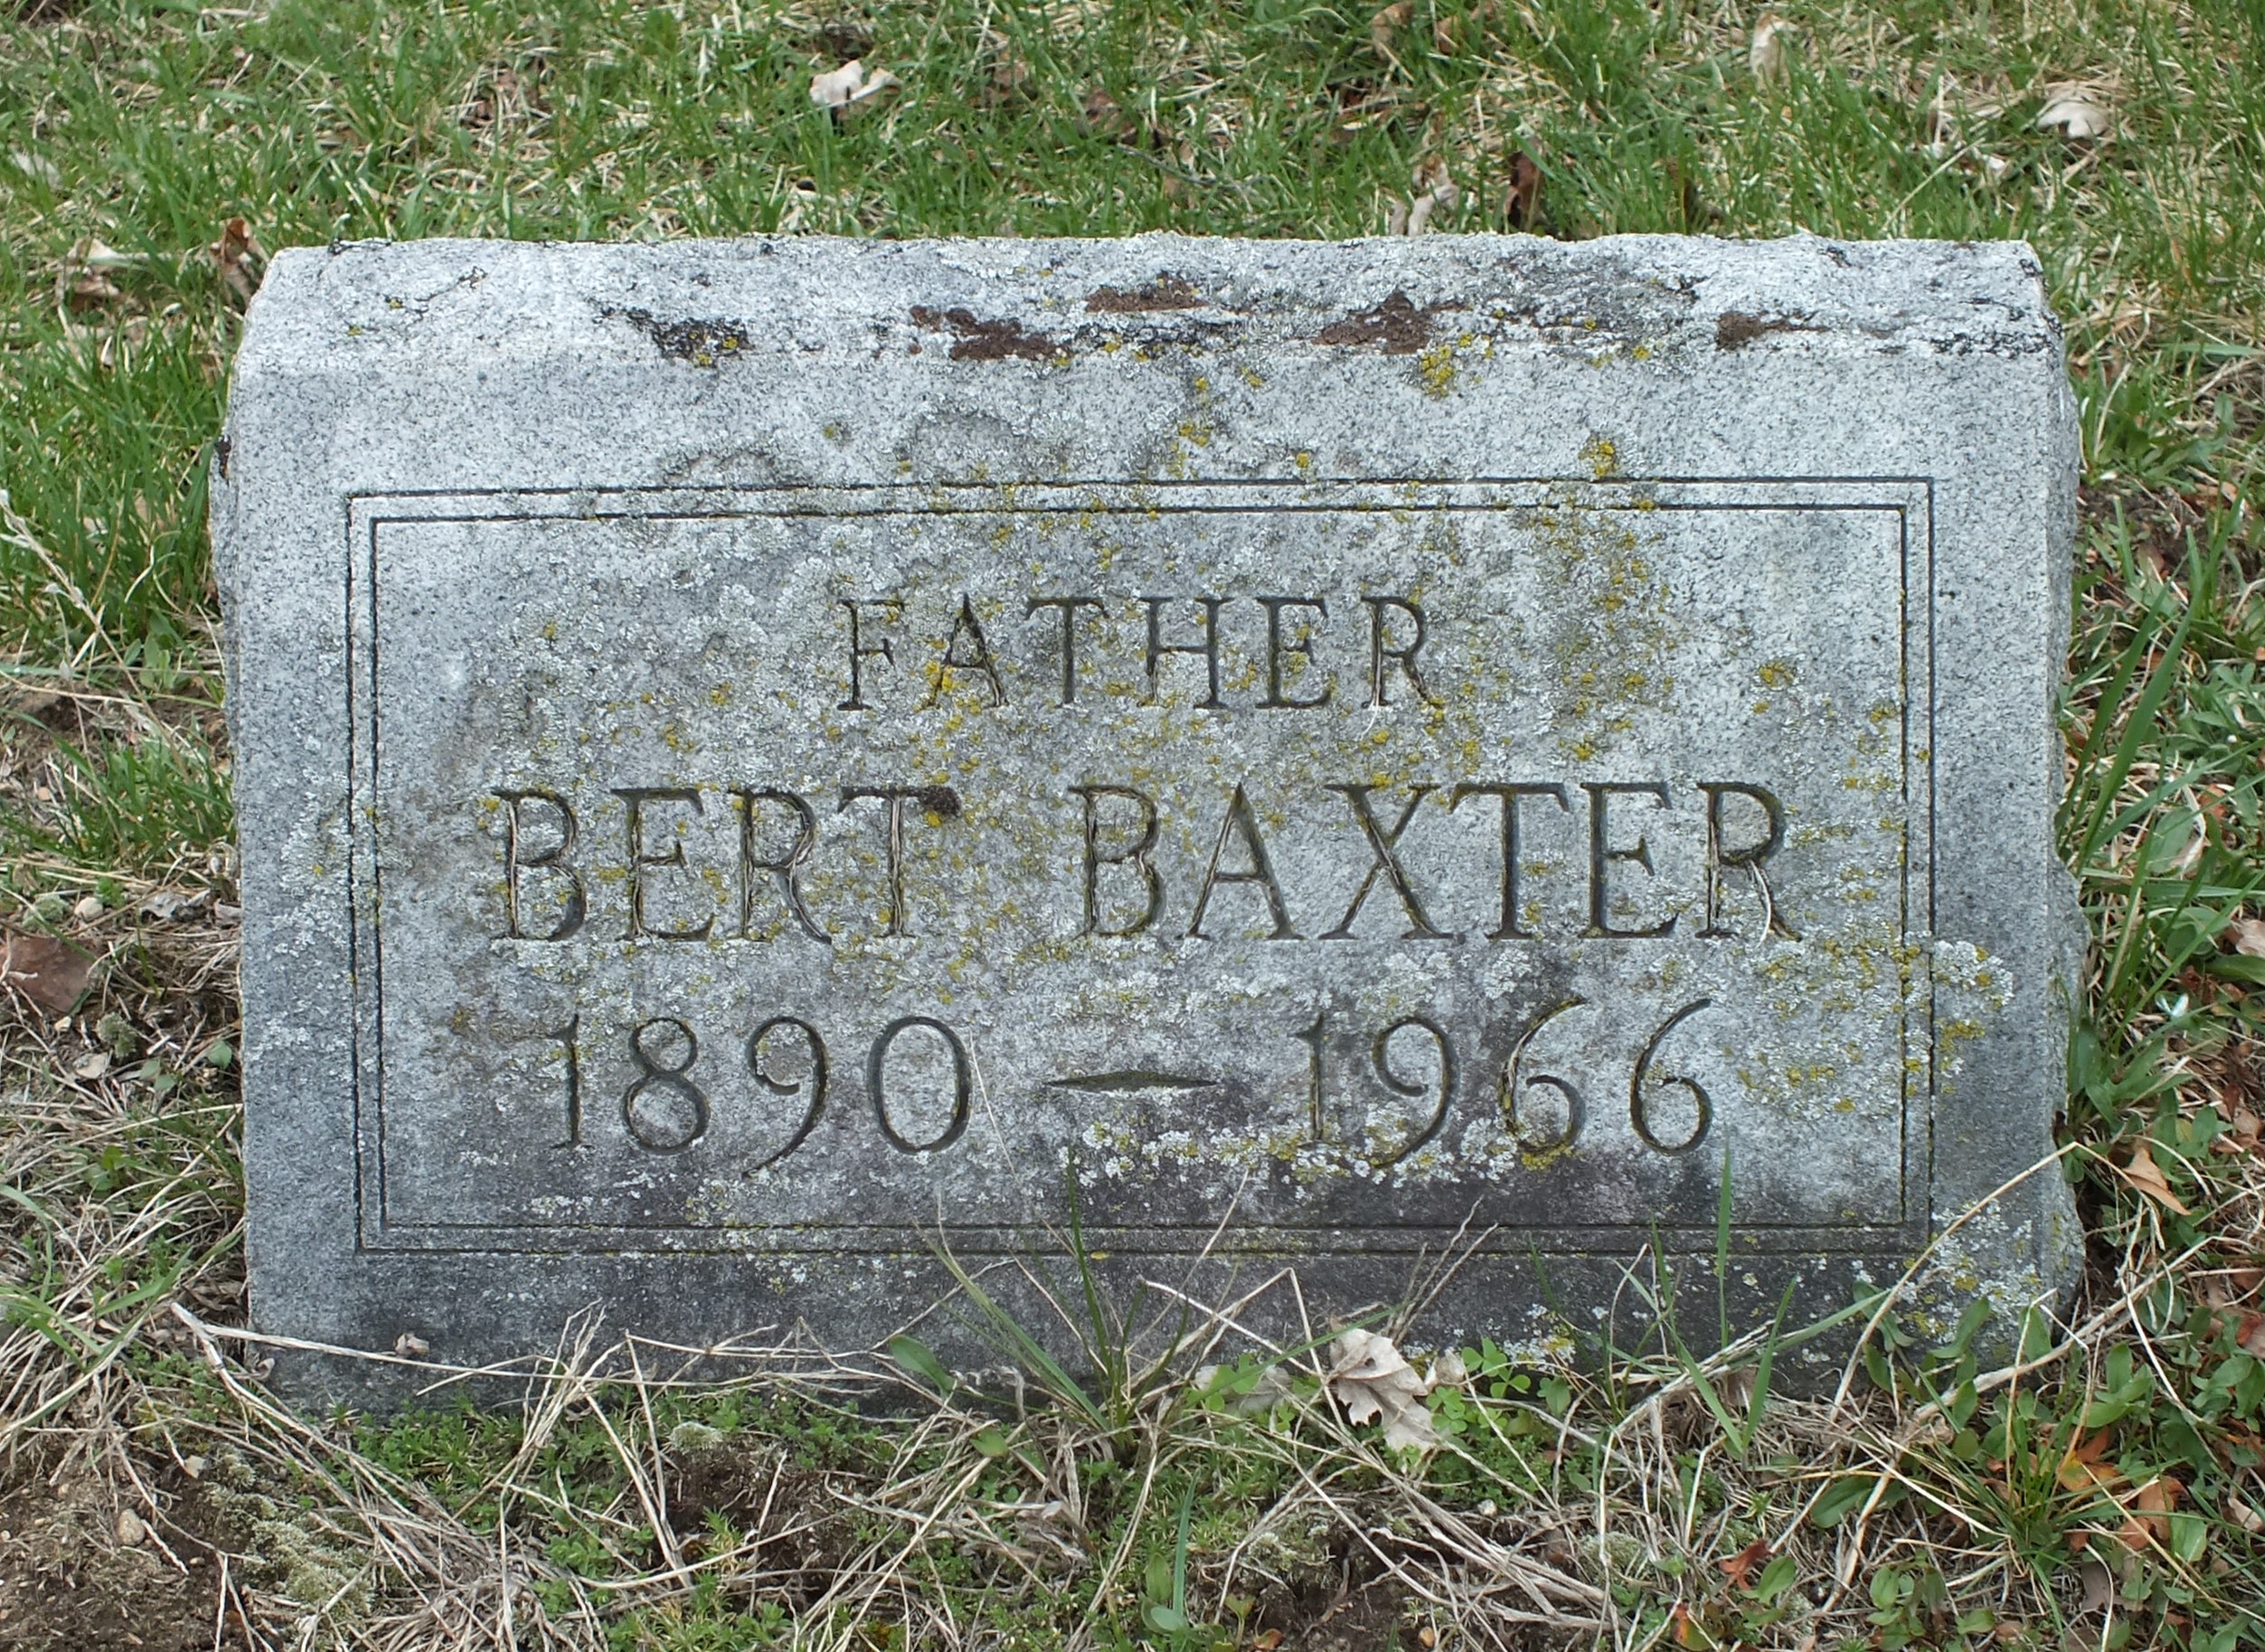 FATHER
BERT BAXTER
1890 — 1966